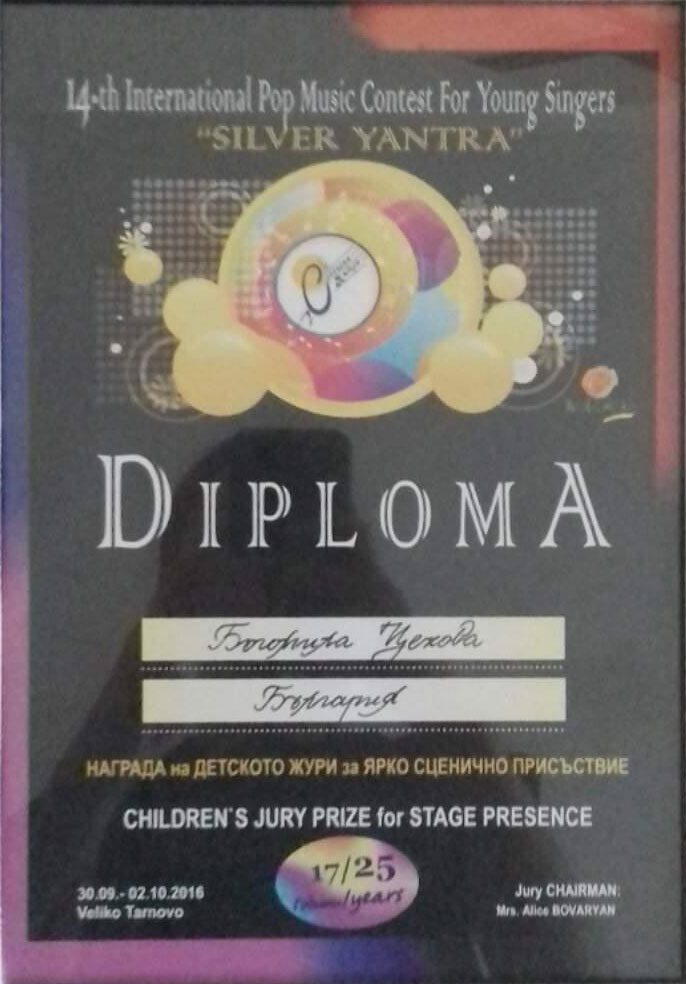 14-th International Pop Music Contest For Young Singers
"SILVER YANTRA"
DIPLOMA
Цехова
България
НАГРАДА на ДЕТСКОТО ЖУРИ за ЯРКО СЦЕНИЧНО ПРИСЪСТВИЕ
CHILDREN'S JURY PRIZE for STAGE PRESENCE
17/25
/years
30.09.- 02.10.2016
Veliko Tarnovo
Jury CHAIRMAN:
Mrs. Alice BOVARYAN